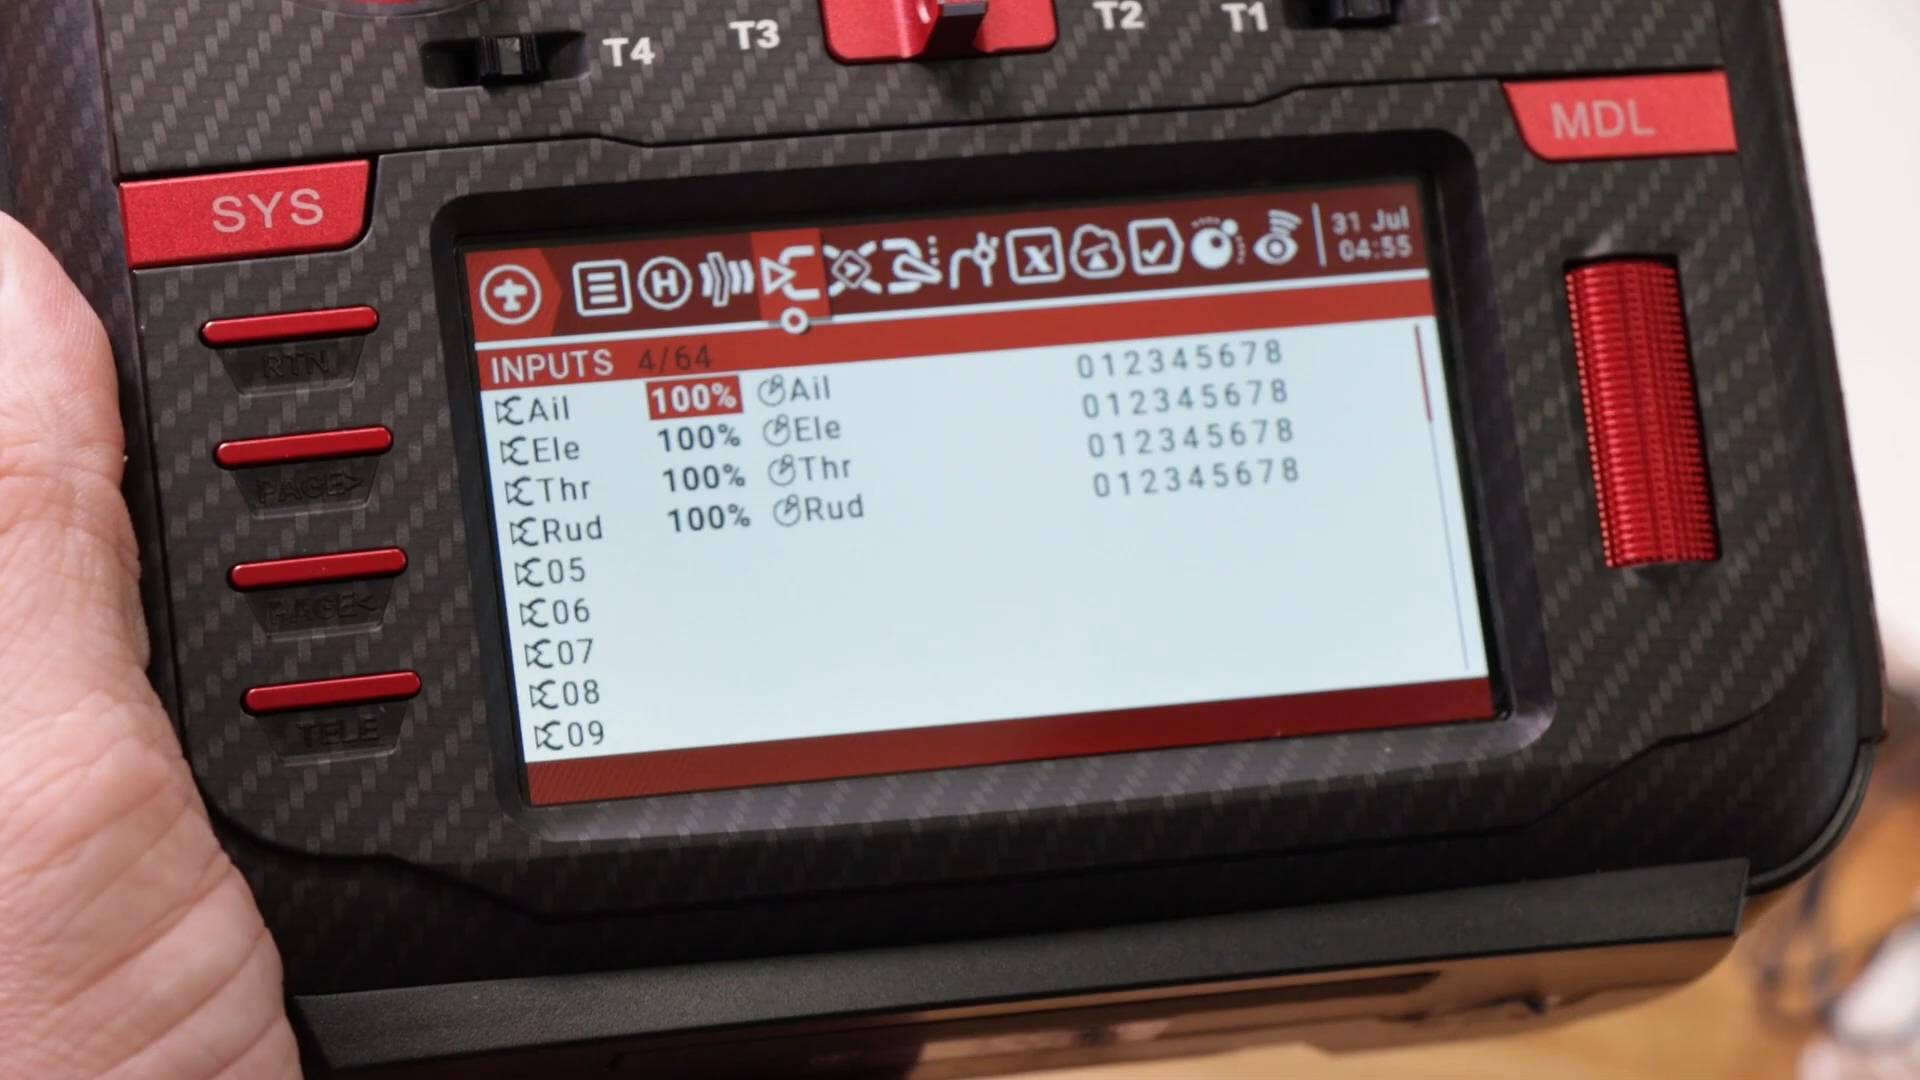 T4 T3 T2 T1
MDL
SYS
31 Jul
04:55
INPUTS 4/64
Ail 100% Ail 012345678
Ele 100% Ele 012345678
Thr 100% Thr 012345678
Rud 100% Rud 012345678
05
06
07
08
09
RTN
PAGE>
PAGE<
TELE